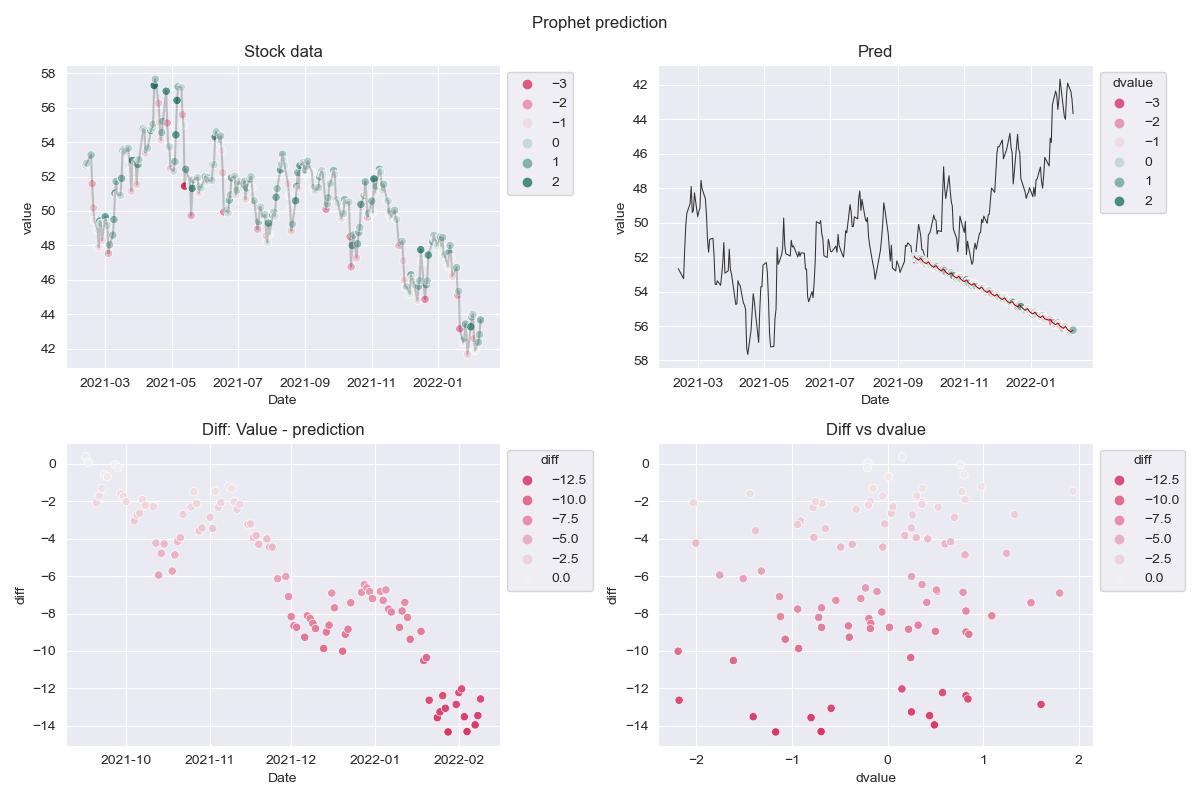 Prophet prediction
Stock data
58
56
54
52
50
48
46
44
42
value
2021-03 2021-05 2021-07 2021-09 2021-11 2022-01
Date
−3
−2
−1
0
1
2
Pred
42
44
46
48
50
52
54
56
58
value
2021-03 2021-05 2021-07 2021-09 2021-11 2022-01
Date
dvalue
−3
−2
−1
0
1
2
Diff: Value - prediction
0
−2
−4
−6
−8
−10
−12
−14
diff
2021-10 2021-11 2021-12 2022-01 2022-02
Date
diff
−12.5
−10.0
−7.5
−5.0
−2.5
0.0
Diff vs dvalue
0
−2
−4
−6
−8
−10
−12
−14
diff
−2 −1 0 1 2
dvalue
diff
−12.5
−10.0
−7.5
−5.0
−2.5
0.0